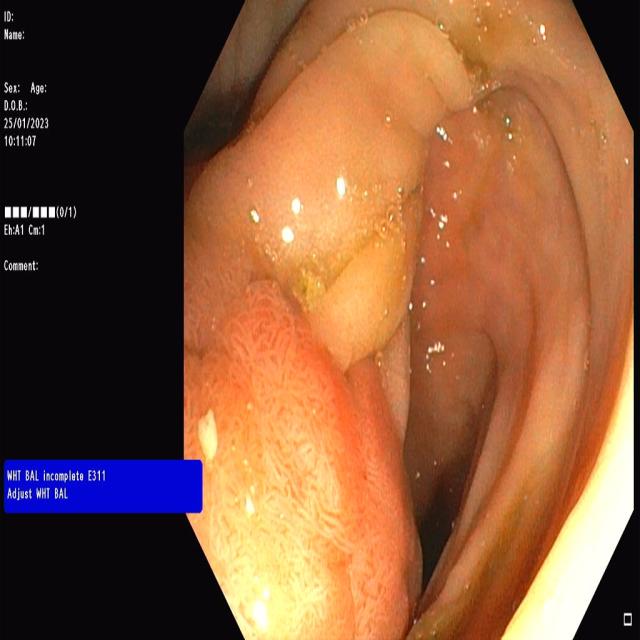 ID:
Name:
Sex: Age:
D.O.B.:
25/01/2023
10:11:07
■■■/■■■(0/1)
Eh:A1 Cm:1
Comment:
WHT BAL incomplete E311
Adjust WHT BAL